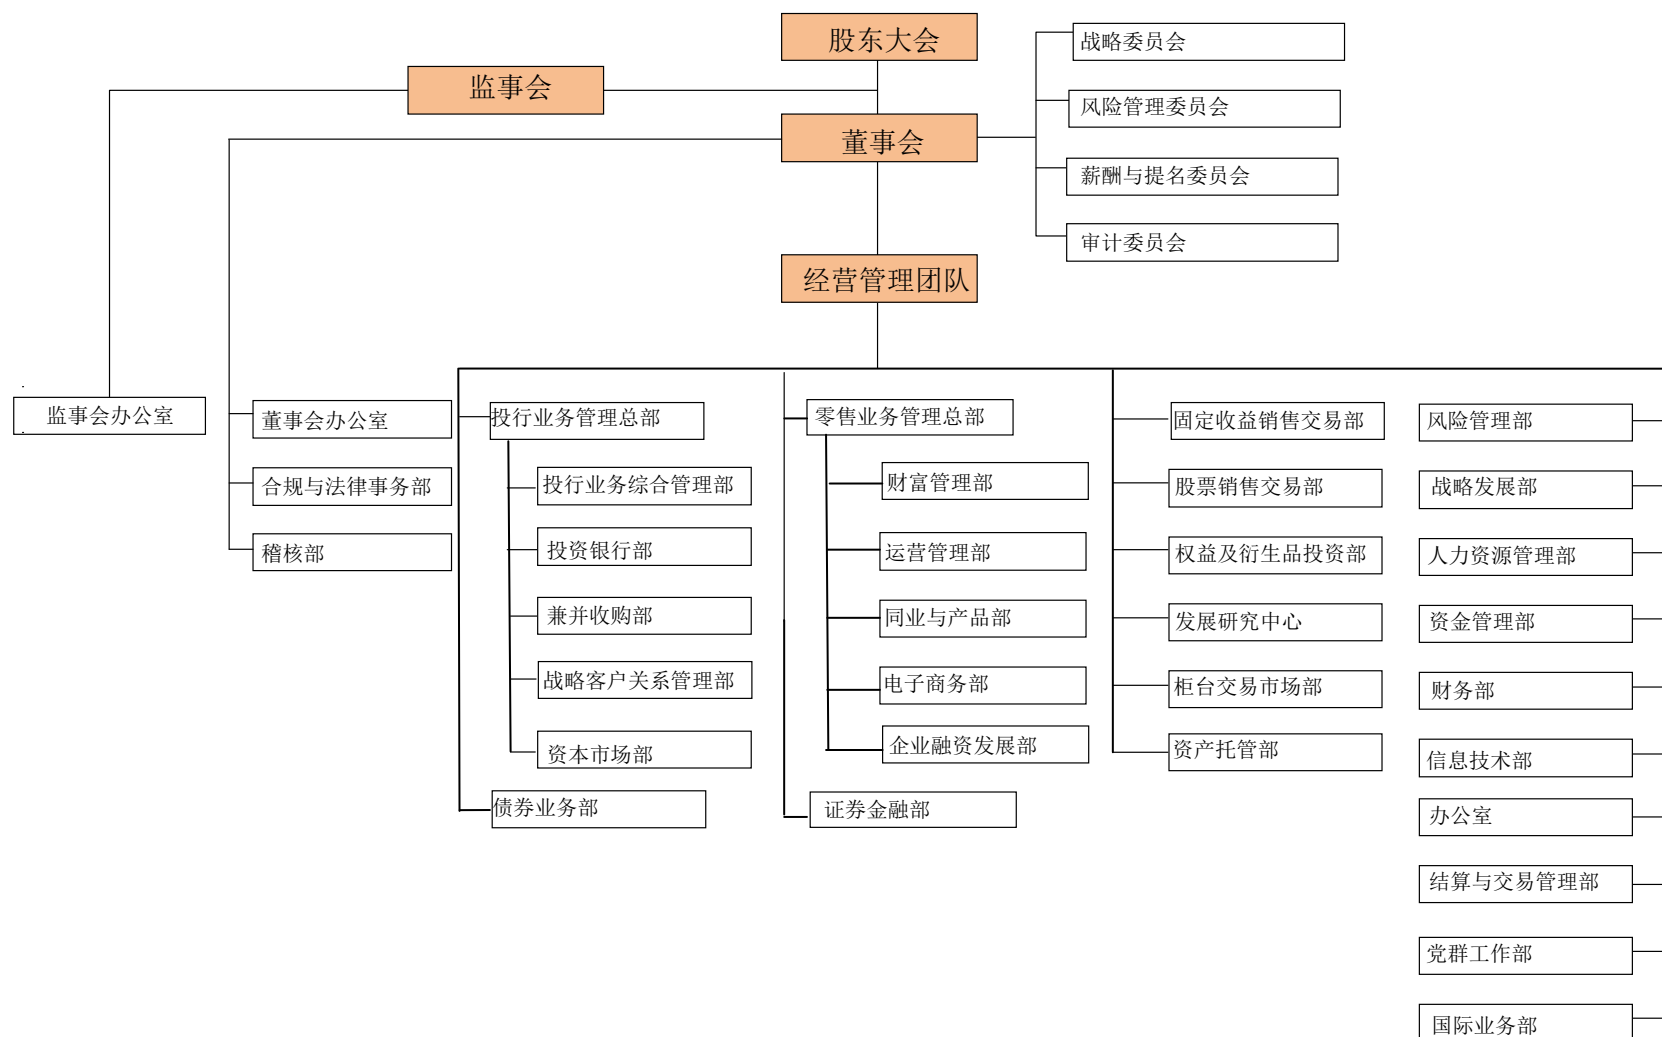 股东大会
监事会
董事会
战略委员会
风险管理委员会
薪酬与提名委员会
审计委员会
经营管理团队
监事会办公室
董事会办公室
合规与法律事务部
稽核部
投行业务管理总部
投行业务综合管理部
投资银行部
兼并收购部
战略客户关系管理部
资本市场部
债券业务部
零售业务管理总部
财富管理部
运营管理部
同业与产品部
电子商务部
企业融资发展部
证券金融部
固定收益销售交易部
股票销售交易部
权益及衍生品投资部
发展研究中心
柜台交易市场部
资产托管部
风险管理部
战略发展部
人力资源管理部
资金管理部
财务部
信息技术部
办公室
结算与交易管理部
党群工作部
国际业务部